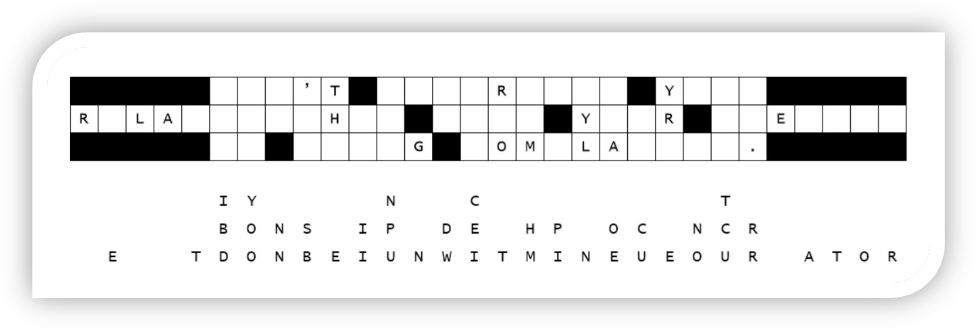 ' T R Y
R L A H Y R E
G O M L A .
I Y N C T
B O N S I P D E H P O C N C R
E T D O N B E I U N W I T M I N E U E O U R A T O R